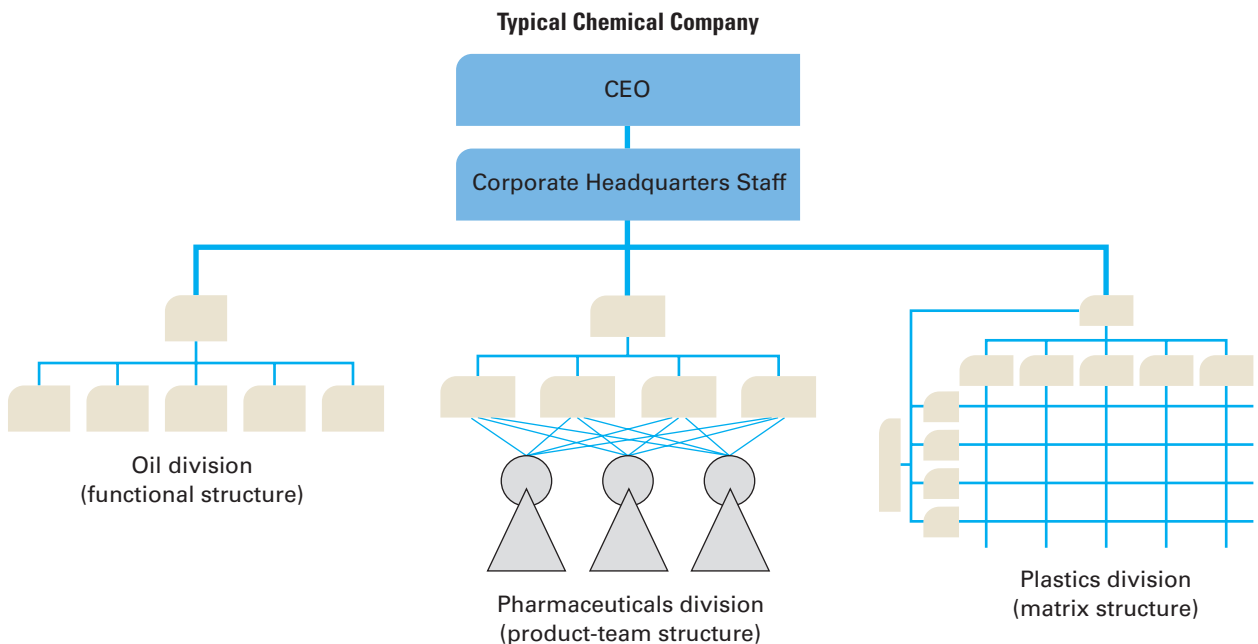 Typical Chemical Company
CEO
Corporate Headquarters Staff
Oil division
(functional structure)
Pharmaceuticals division
(product-team structure)
Plastics division
(matrix structure)